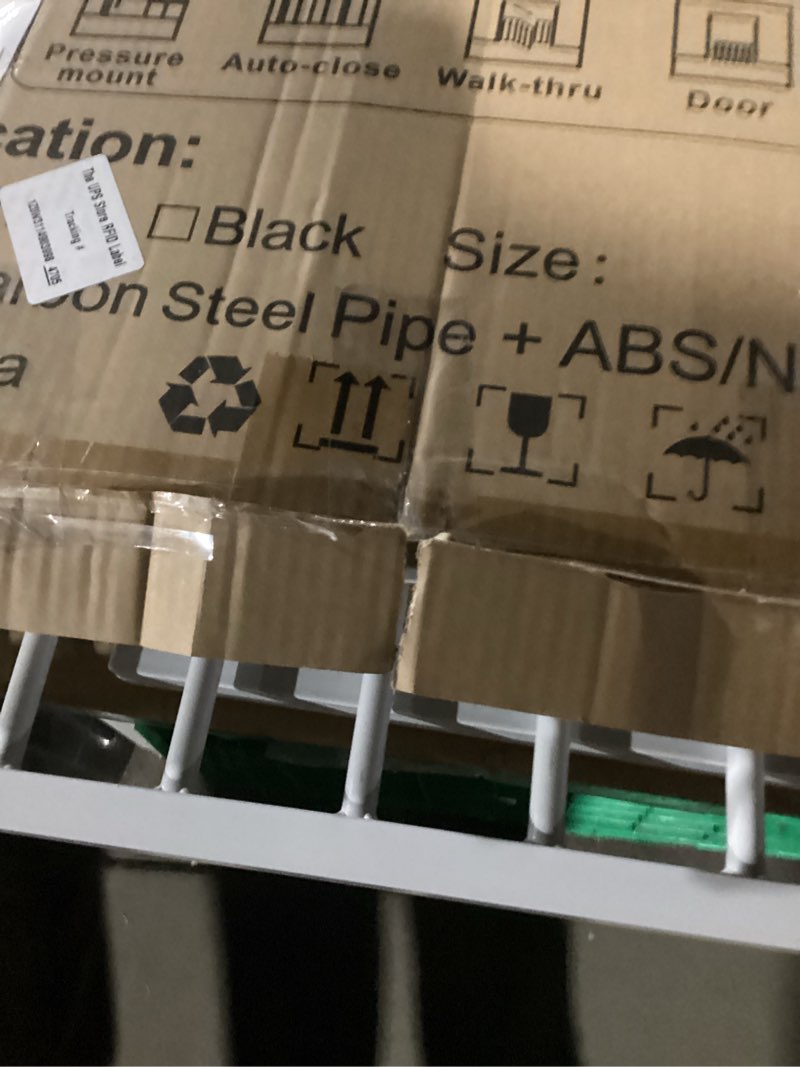 Pressure
mount
Auto-close
Walk-thru
Door
cation:
The UPS Store RFID Label
Tracking #
4705
Black
Size:
arbon Steel Pipe + ABS/N
a